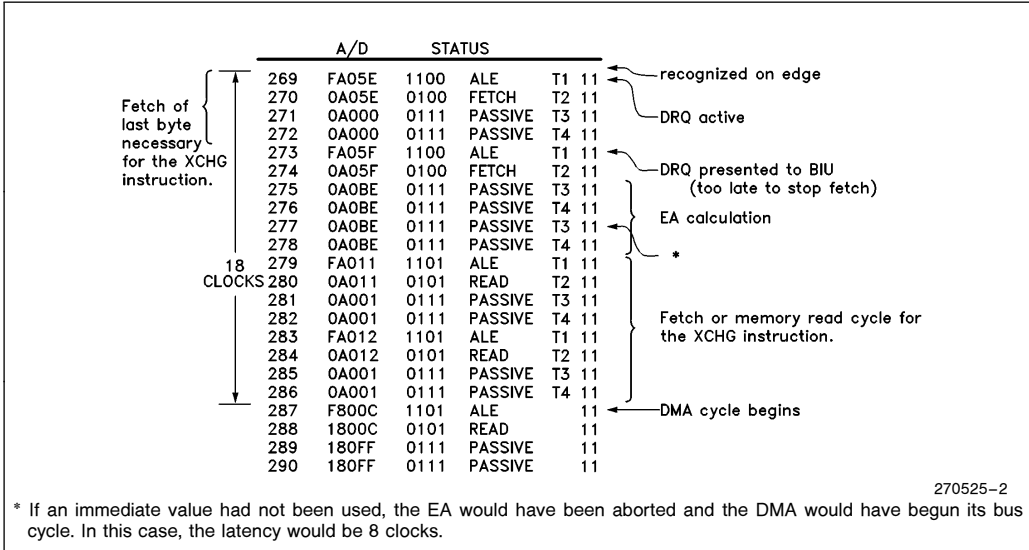 A/D STATUS
269 FA05E 1100 ALE T1 11 recognized on edge
270 0A05E 0100 FETCH T2 11 DRQ active
271 0A000 0111 PASSIVE T3 11
272 0A000 0111 PASSIVE T4 11
Fetch of
last byte
necessary
for the XCHG
instruction.
273 FA05F 1100 ALE T1 11 DRQ presented to BIU
274 0A05F 0100 FETCH T2 11 (too late to stop fetch)
275 0A0BE 0111 PASSIVE T3 11
276 0A0BE 0111 PASSIVE T4 11 EA calculation
277 0A0BE 0111 PASSIVE T3 11
278 0A0BE 0111 PASSIVE T4 11 *
279 FA011 1101 ALE T1 11
18
CLOCKS 280 0A011 0101 READ T2 11
281 0A001 0111 PASSIVE T3 11
282 0A001 0111 PASSIVE T4 11 Fetch or memory read cycle for
283 FA012 1101 ALE T1 11 the XCHG instruction.
284 0A012 0101 READ T2 11
285 0A001 0111 PASSIVE T3 11
286 0A001 0111 PASSIVE T4 11
287 F800C 1101 ALE 11 DMA cycle begins
288 1800C 0101 READ 11
289 180FF 0111 PASSIVE 11
290 180FF 0111 PASSIVE 11
270525–2
* If an immediate value had not been used, the EA would have been aborted and the DMA would have begun its bus
cycle. In this case, the latency would be 8 clocks.